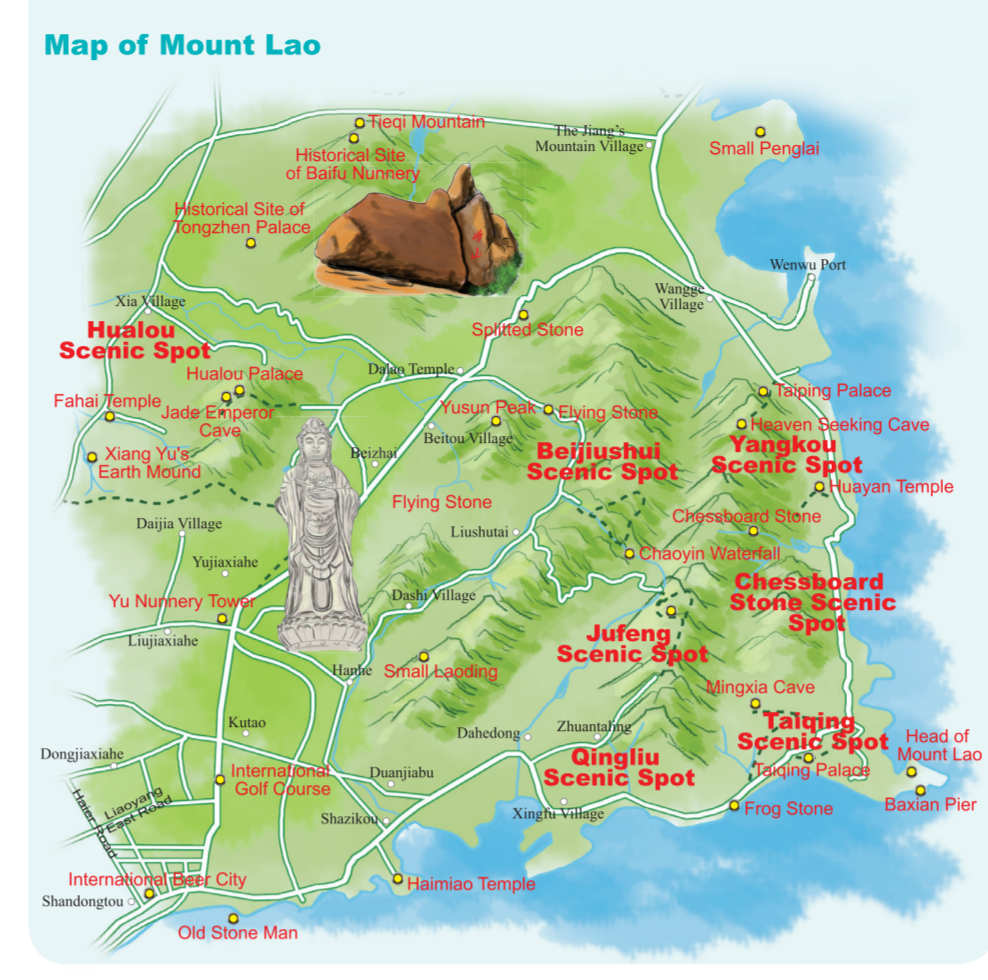 Map of Mount Lao
Tieqi Mountain
Historical Site
of Baifu Nunnery
The Jiang's
Mountain Village
Small Penglai
Historical Site of
Tongzhen Palace
Wenwu Port
Wangge
Village
Xia Village
Hualou
Scenic Spot
Splitted Stone
Dalao Temple
Hualou Palace
Jade Emperor
Cave
Fahai Temple
Taiping Palace
Yusun Peak
Flying Stone
Heaven Seeking Cave
Beitou Village
Yangkou
Scenic Spot
Beijiushui
Scenic Spot
Xiang Yu's
Earth Mound
Beizhai
Huayan Temple
Flying Stone
Chessboard Stone
Daijia Village
Liushutai
Chaoyin Waterfall
Yujiaxiahe
Chessboard
Stone Scenic
Spot
Yu Nunnery Tower
Dashi Village
Liujiaxiahe
Jufeng
Scenic Spot
Hanhe
Small Laoding
Mingxia Cave
Kutao
Dahedong
Zhuantaling
Taiqing
Scenic Spot
Head of
Mount Lao
Dongjiaxiahe
Qingliu
Scenic Spot
Taiqing Palace
International
Golf Course
Duanjiabu
Baxian Pier
Haier Road
Liaoyang
East Road
Shazikou
Xingfu Village
Frog Stone
International Beer City
Haimiao Temple
Shandongtou
Old Stone Man